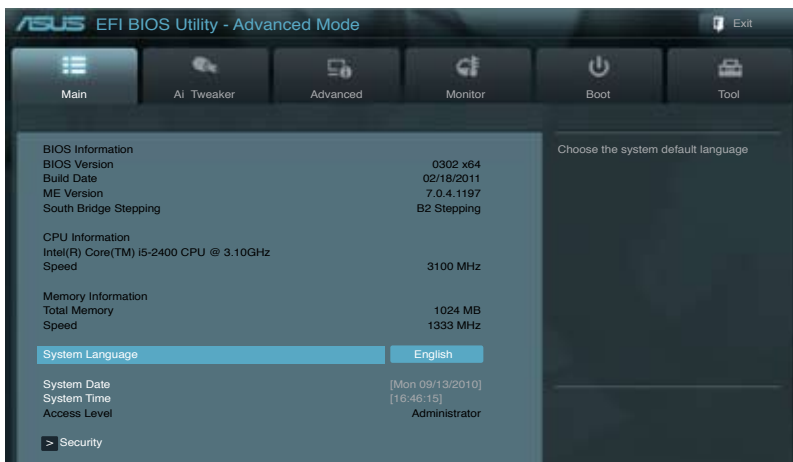 ASUS EFI BIOS Utility - Advanced Mode Exit
Main Ai Tweaker Advanced Monitor Boot Tool
Choose the system default language
BIOS Information
BIOS Version 0302 x64
Build Date 02/18/2011
ME Version 7.0.4.1197
South Bridge Stepping B2 Stepping
CPU Information
Intel(R) Core(TM) i5-2400 CPU @ 3.10GHz
Speed 3100 MHz
Memory Information
Total Memory 1024 MB
Speed 1333 MHz
System Language English
System Date [Mon 09/13/2010]
System Time [16:46:15]
Access Level Administrator
> Security